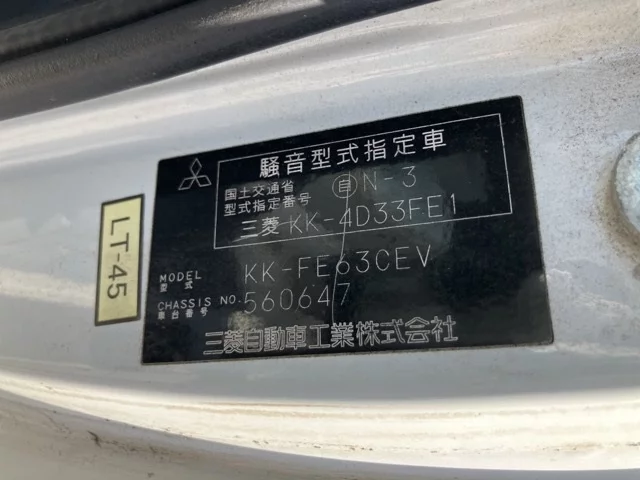 騒音型式指定車
国土交通省
型式指定番号 自N-3
三菱-KK-4D33FE1
MODEL
型式 KK-FE63CEV
CHASSIS NO.
車台番号 560647
三菱自動車工業株式会社
LT-45